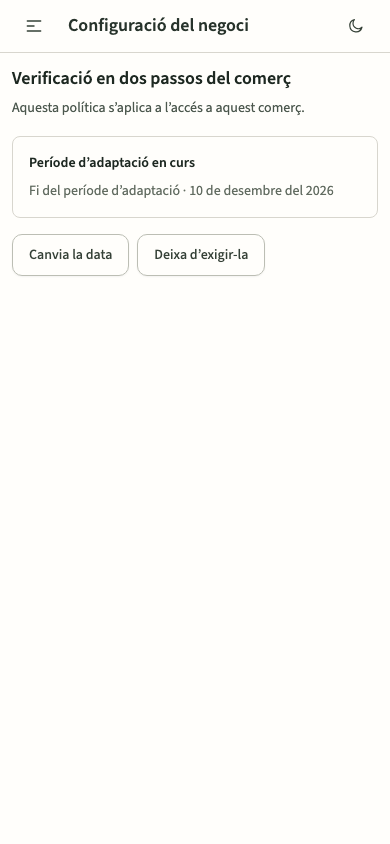 Configuració del negoci
Verificació en dos passos del comerç
Aquesta política s’aplica a l’accés a aquest comerç.
Període d’adaptació en curs
Fi del període d’adaptació · 10 de desembre del 2026
Canvia la data
Deixa d’exigir-la